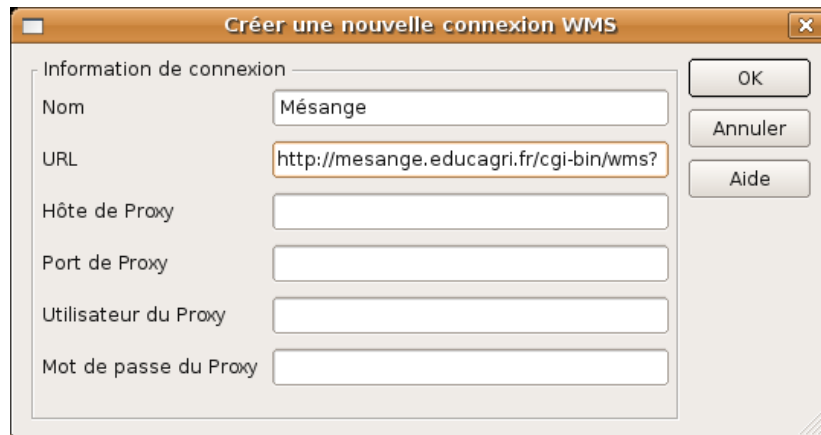 Créer une nouvelle connexion WMS
Information de connexion
Nom
Mésange
URL
http://mesange.educagri.fr/cgi-bin/wms?
Hôte de Proxy
Port de Proxy
Utilisateur du Proxy
Mot de passe du Proxy
OK
Annuler
Aide